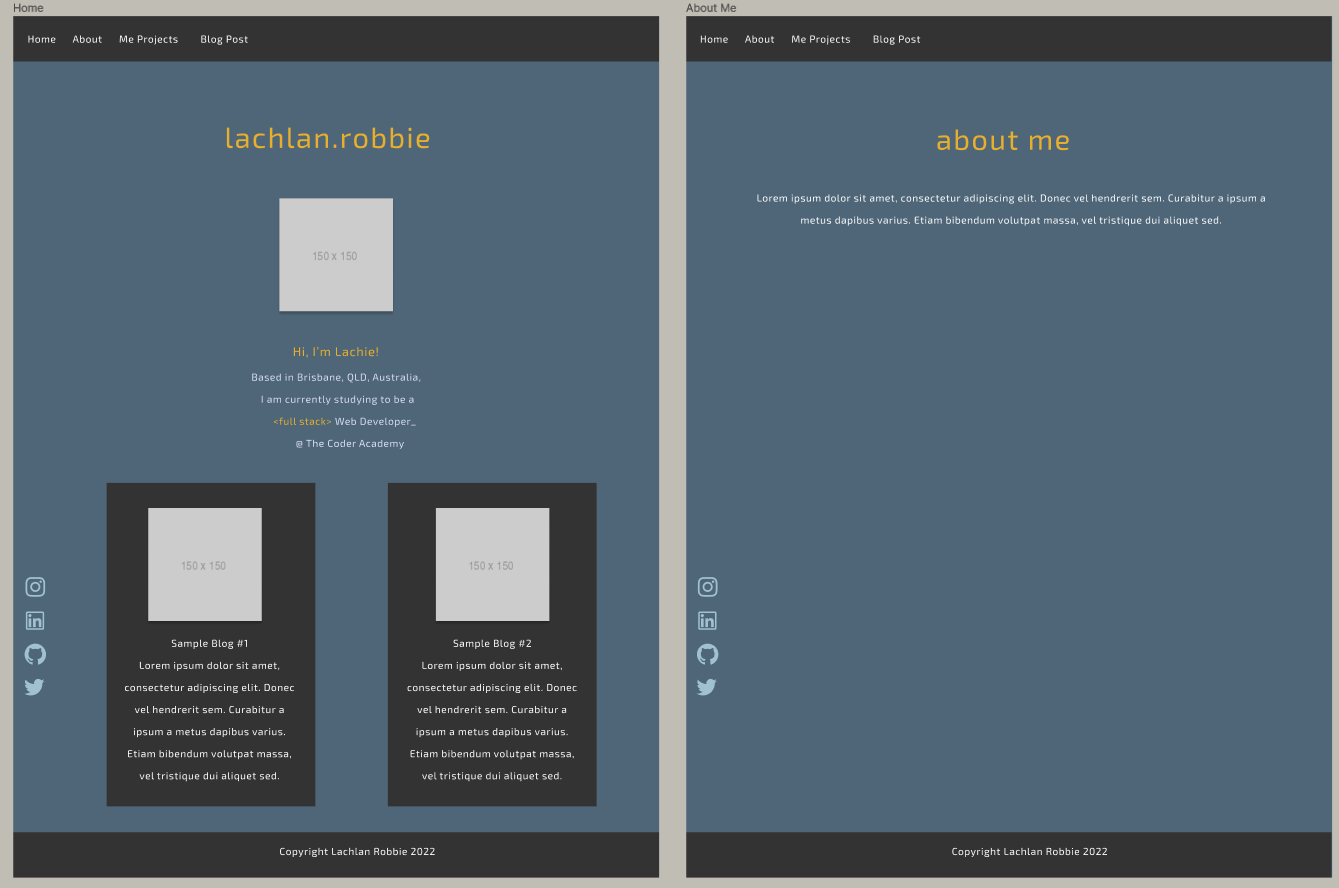 Home
Home About Me Projects Blog Post
lachlan.robbie
150 x 150
Hi, I'm Lachie!
Based in Brisbane, QLD, Australia,
I am currently studying to be a
<full stack> Web Developer_
@ The Coder Academy
150 x 150
Sample Blog #1
Lorem ipsum dolor sit amet,
consectetur adipiscing elit. Donec
vel hendrerit sem. Curabitur a
ipsum a metus dapibus varius.
Etiam bibendum volutpat massa,
vel tristique dui aliquet sed.
150 x 150
Sample Blog #2
Lorem ipsum dolor sit amet,
consectetur adipiscing elit. Donec
vel hendrerit sem. Curabitur a
ipsum a metus dapibus varius.
Etiam bibendum volutpat massa,
vel tristique dui aliquet sed.
in
Copyright Lachlan Robbie 2022
About Me
Home About Me Projects Blog Post
about me
Lorem ipsum dolor sit amet, consectetur adipiscing elit. Donec vel hendrerit sem. Curabitur a ipsum a
metus dapibus varius. Etiam bibendum volutpat massa, vel tristique dui aliquet sed.
in
Copyright Lachlan Robbie 2022